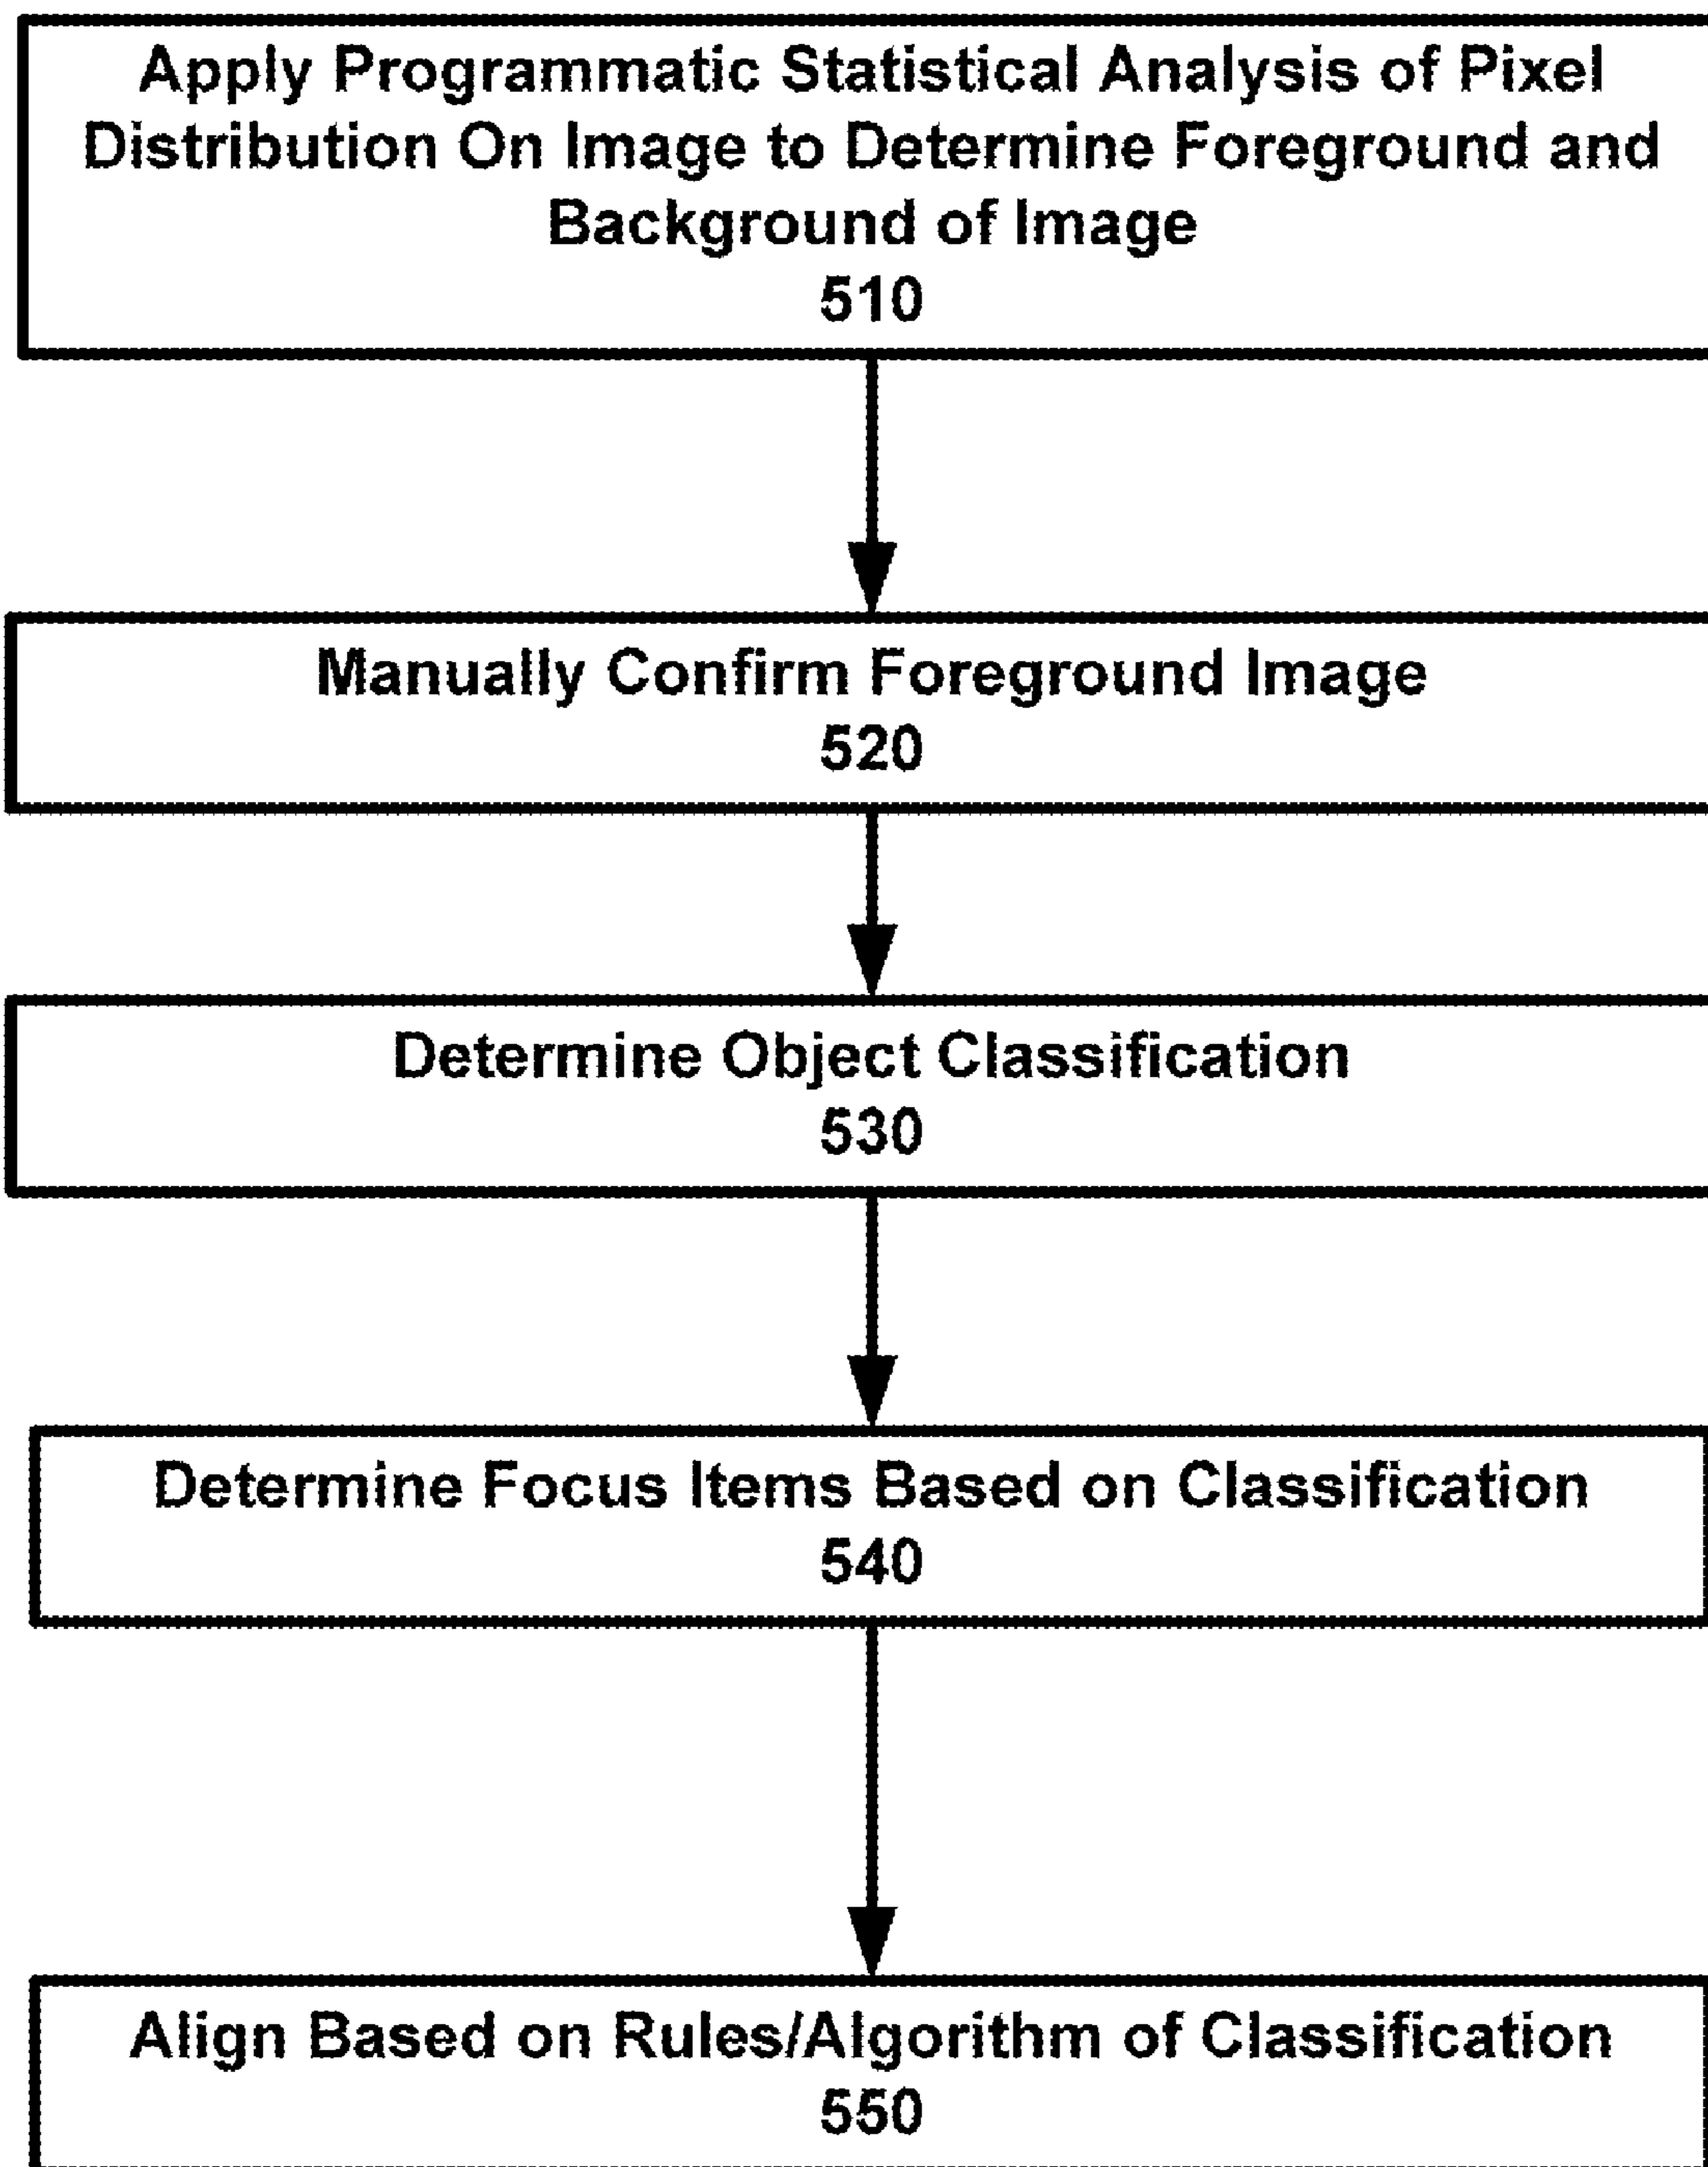 Apply Programmatic Statistical Analysis of Pixel
Distribution On Image to Determine Foreground and
Background of Image
510
Manually Confirm Foreground Image
520
Determine Object Classification
530
Determine Focus Items Based on Classification
540
Align Based on Rules/Algorithm of Classification
550